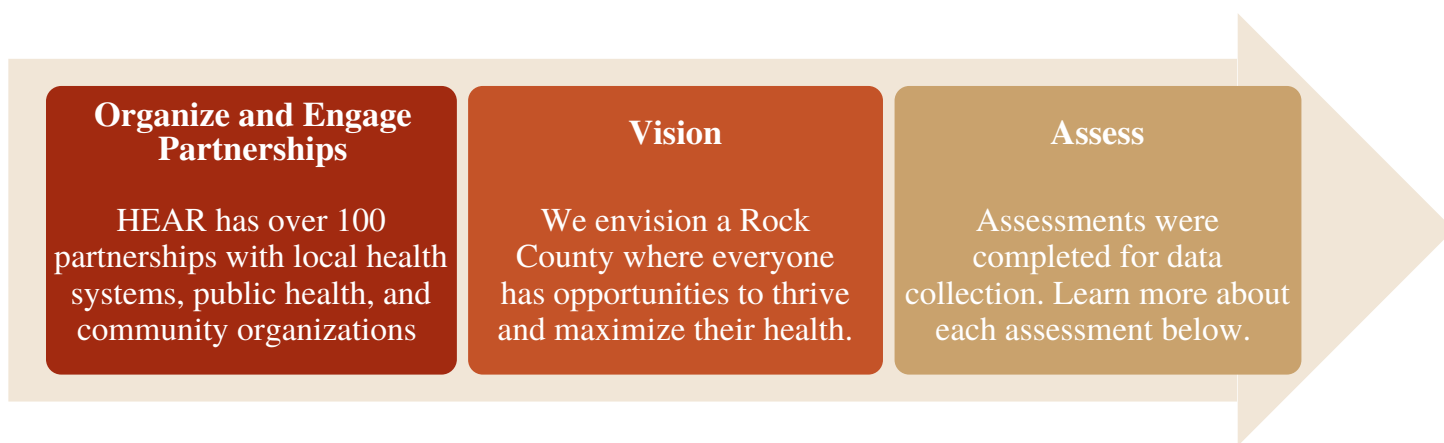 Organize and Engage
Partnerships
HEAR has over 100
partnerships with local health
systems, public health, and
community organizations
Vision
We envision a Rock
County where everyone
has opportunities to thrive
and maximize their health.
Assess
Assessments were
completed for data
collection. Learn more about
each assessment below.